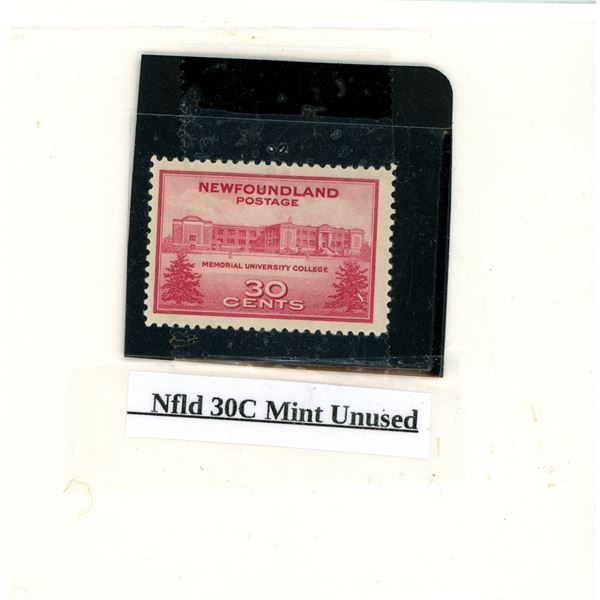 NEWFOUNDLAND
POSTAGE
MEMORIAL UNIVERSITY COLLEGE
30
CENTS
Nfld 30C Mint Unused